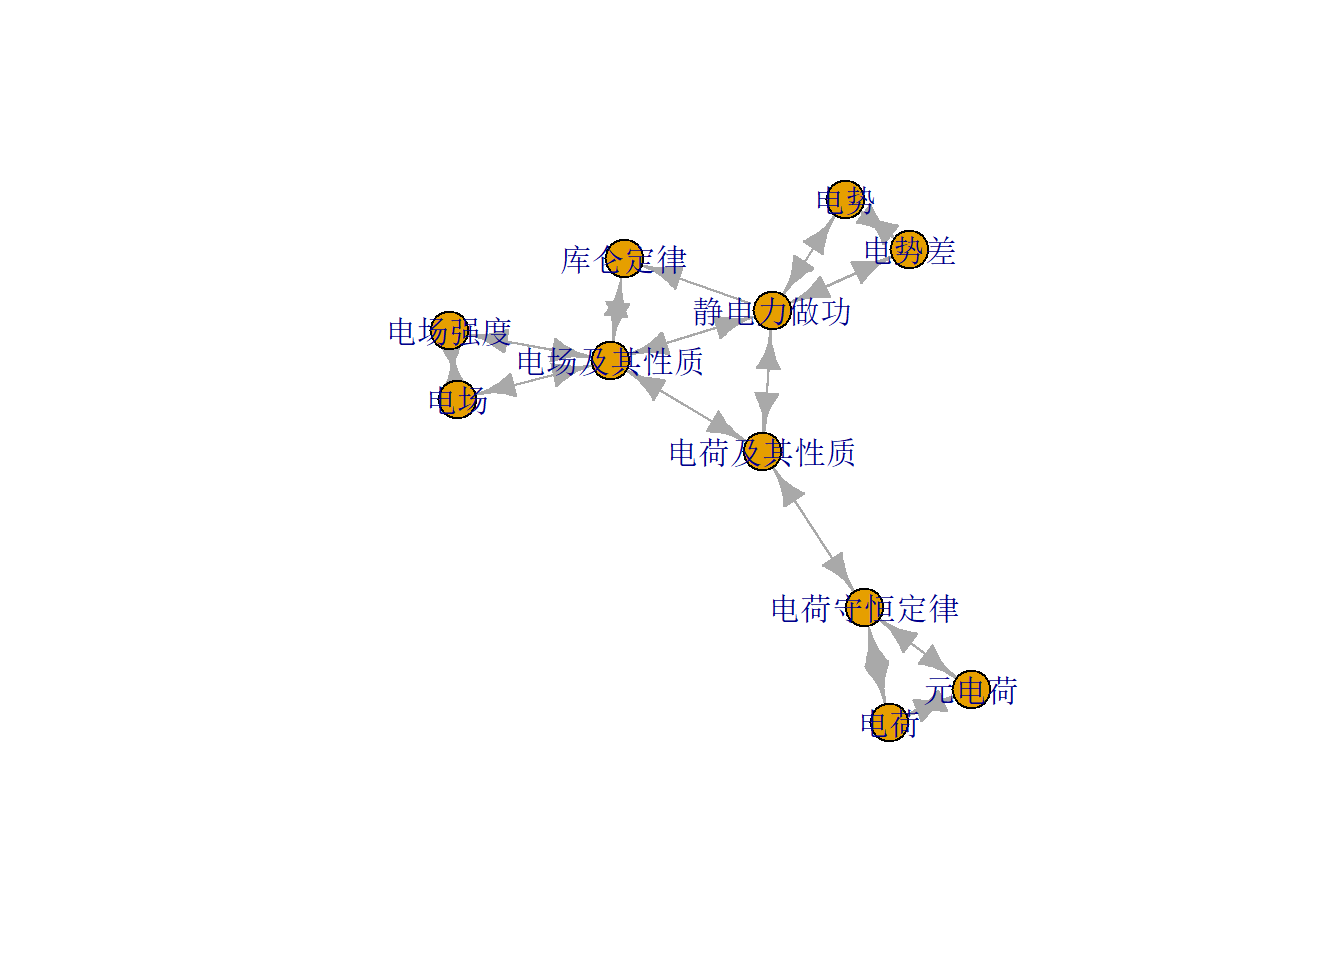 电势
电势差
库仑定律
静电力做功
电场强度
电场及其性质
电场
电荷及其性质
电荷守恒定律
元电荷
电荷